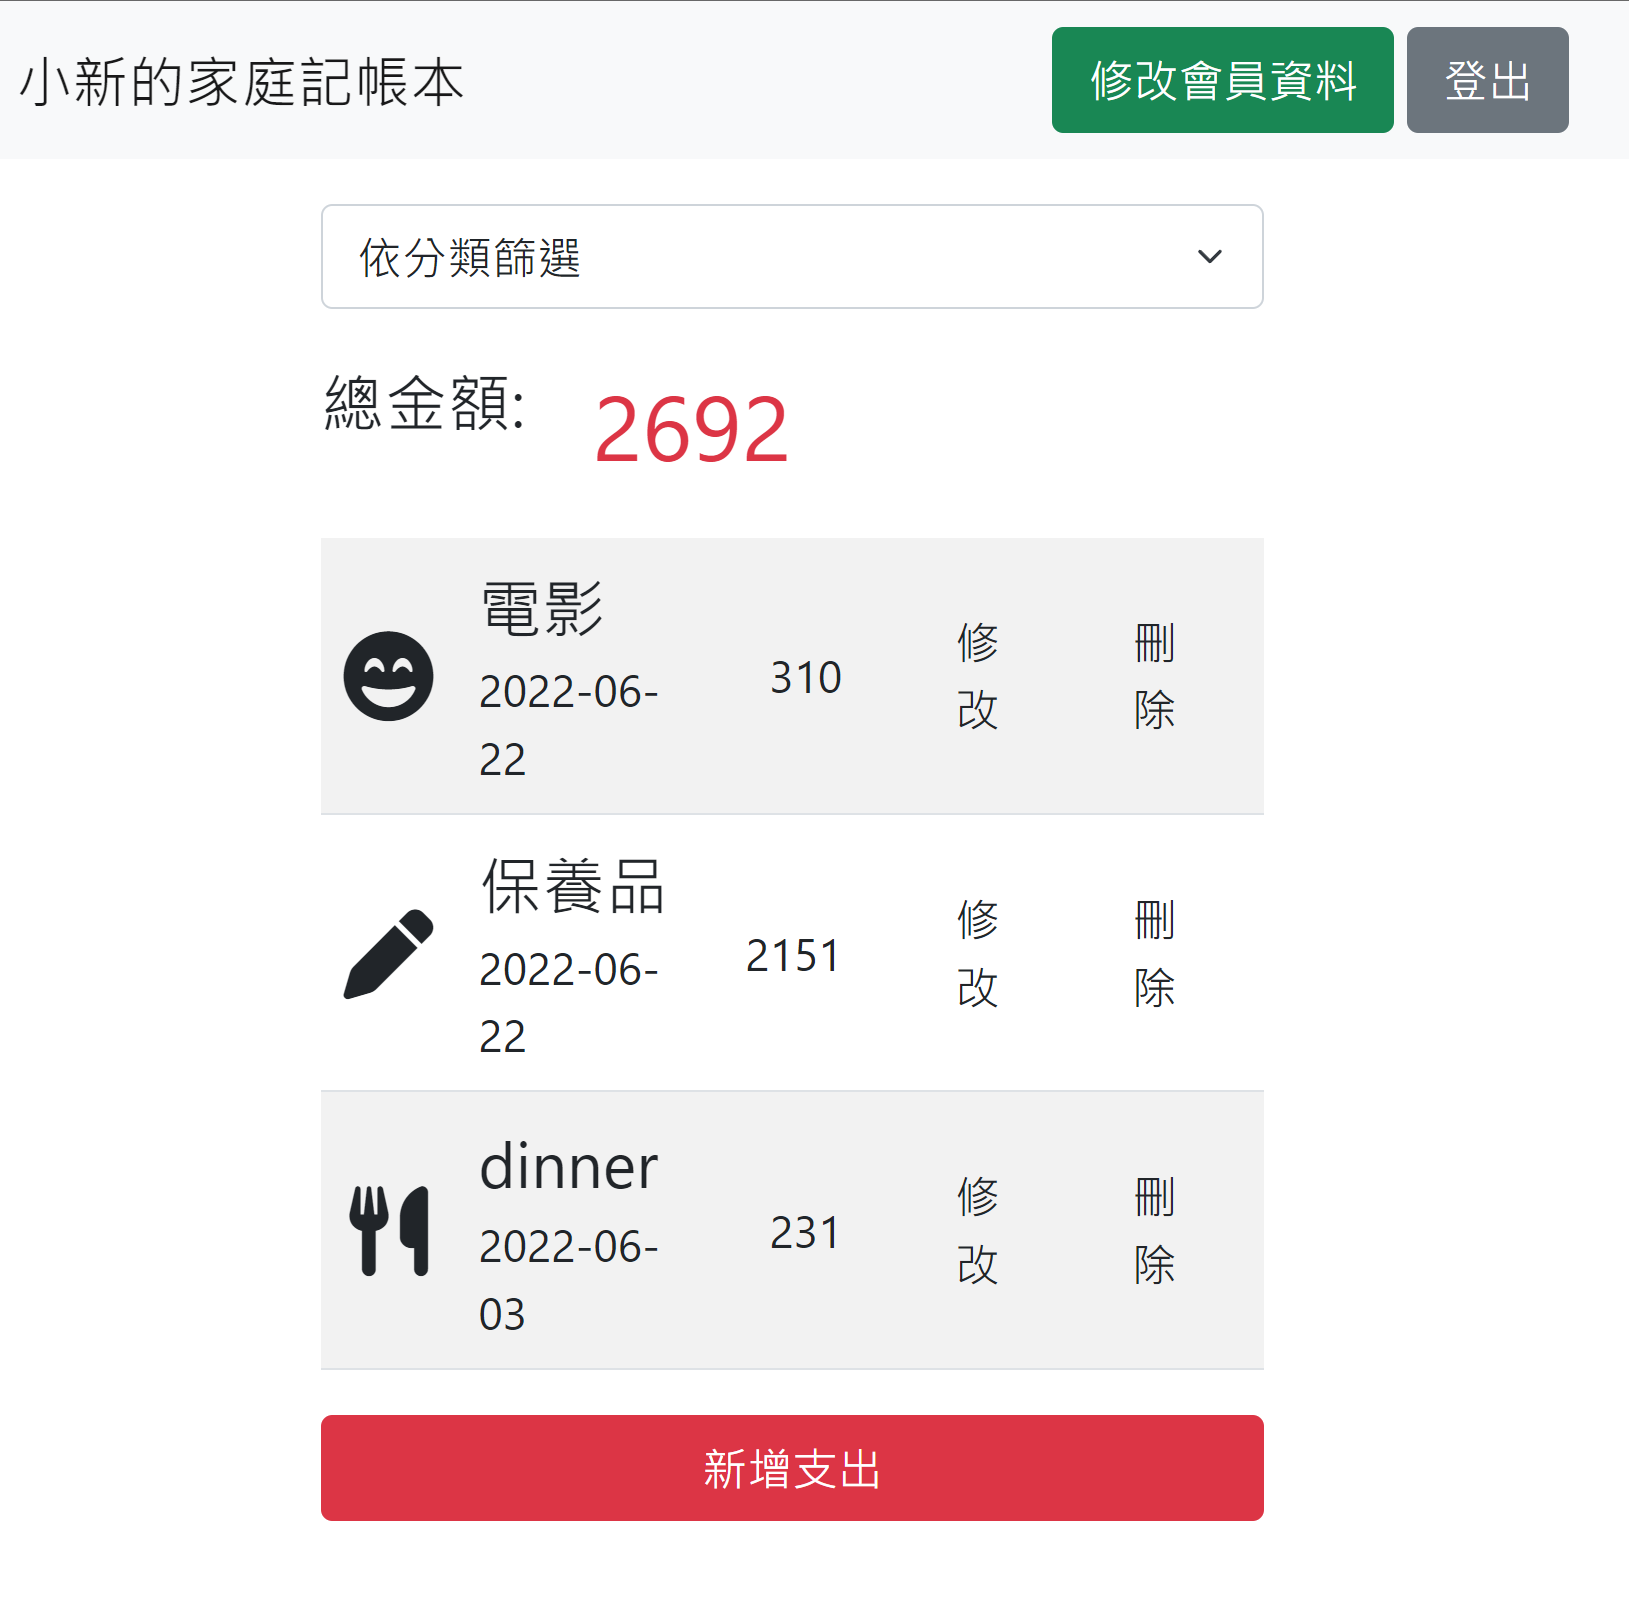 小新的家庭記帳本
修改會員資料
登出
依分類篩選
總金額:
2692
電影
2022-06-
22
310
修
改
刪
除
保養品
2022-06-
22
2151
修
改
刪
除
dinner
2022-06-
03
231
修
改
刪
除
新增支出